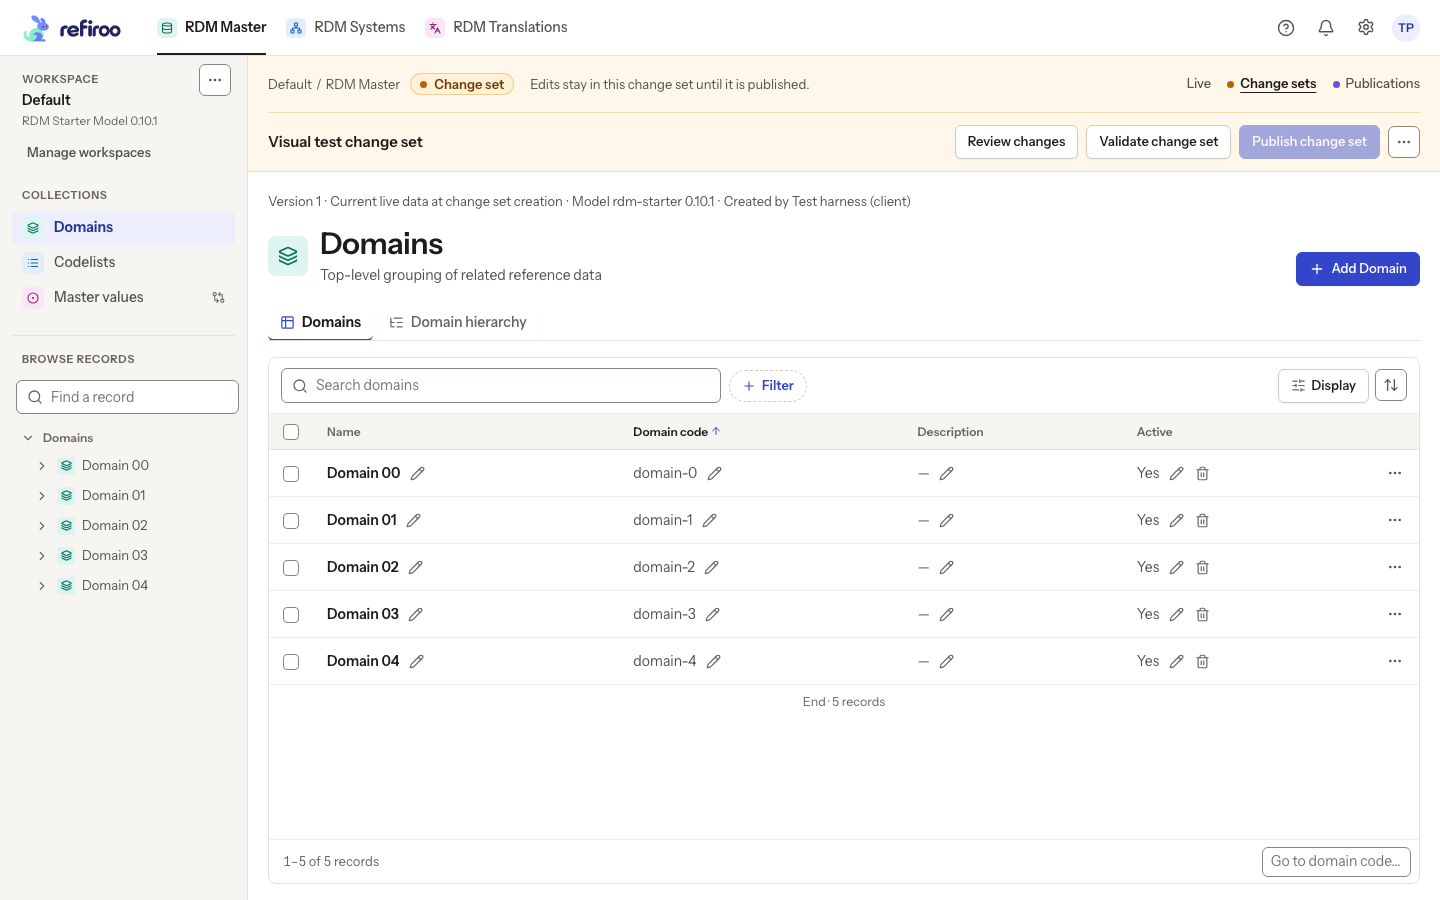 refiroo
RDM Master
RDM Systems
RDM Translations
TP
WORKSPACE
Default
RDM Starter Model 0.10.1
Manage workspaces
COLLECTIONS
Domains
Codelists
Master values
BROWSE RECORDS
Find a record
Domains
Domain 00
Domain 01
Domain 02
Domain 03
Domain 04
Default / RDM Master
Change set
Edits stay in this change set until it is published.
Live
Change sets
Publications
Visual test change set
Review changes
Validate change set
Publish change set
Version 1 · Current live data at change set creation · Model rdm-starter 0.10.1 · Created by Test harness (client)
Domains
Top-level grouping of related reference data
Add Domain
Domains
Domain hierarchy
Search domains
Filter
Display
Name Domain code Description Active
Domain 00 domain-0 — Yes
Domain 01 domain-1 — Yes
Domain 02 domain-2 — Yes
Domain 03 domain-3 — Yes
Domain 04 domain-4 — Yes
End · 5 records
1–5 of 5 records
Go to domain code...